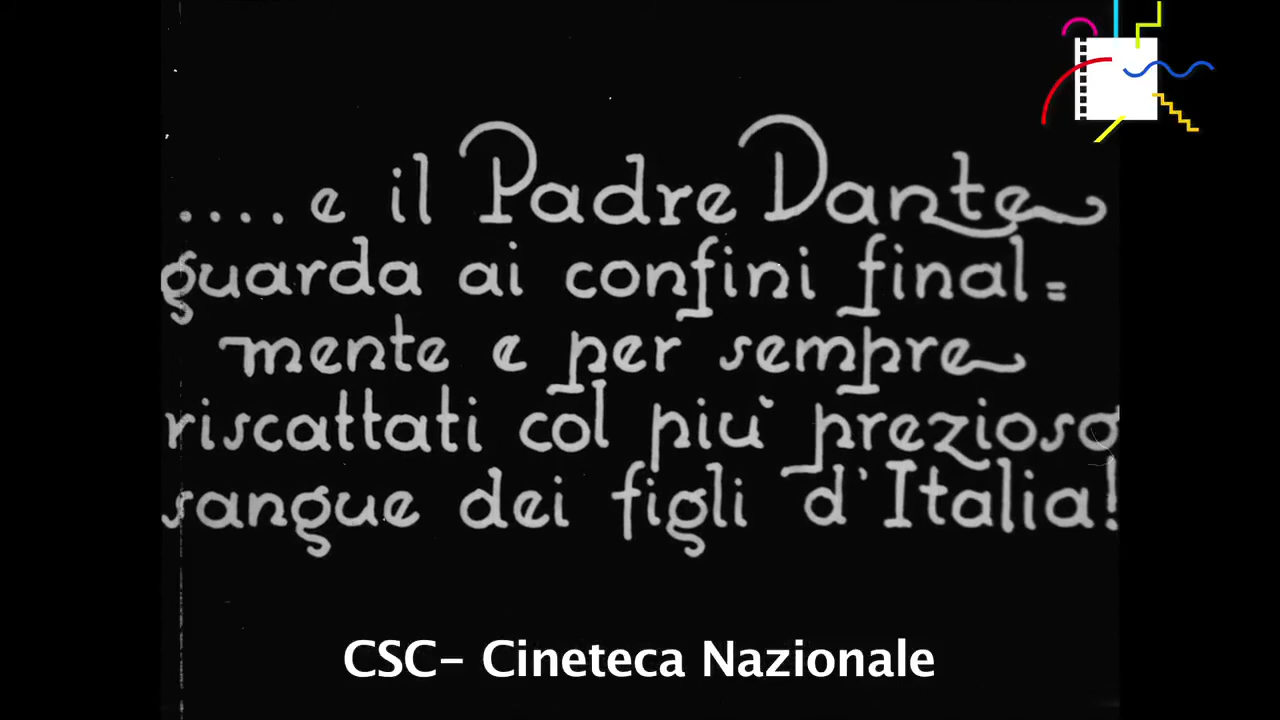 ....e il Padre Dante
guarda ai confini final=
mente e per sempre
riscattati col piu' prezioso
sangue dei figli d'Italia!
CSC- Cineteca Nazionale